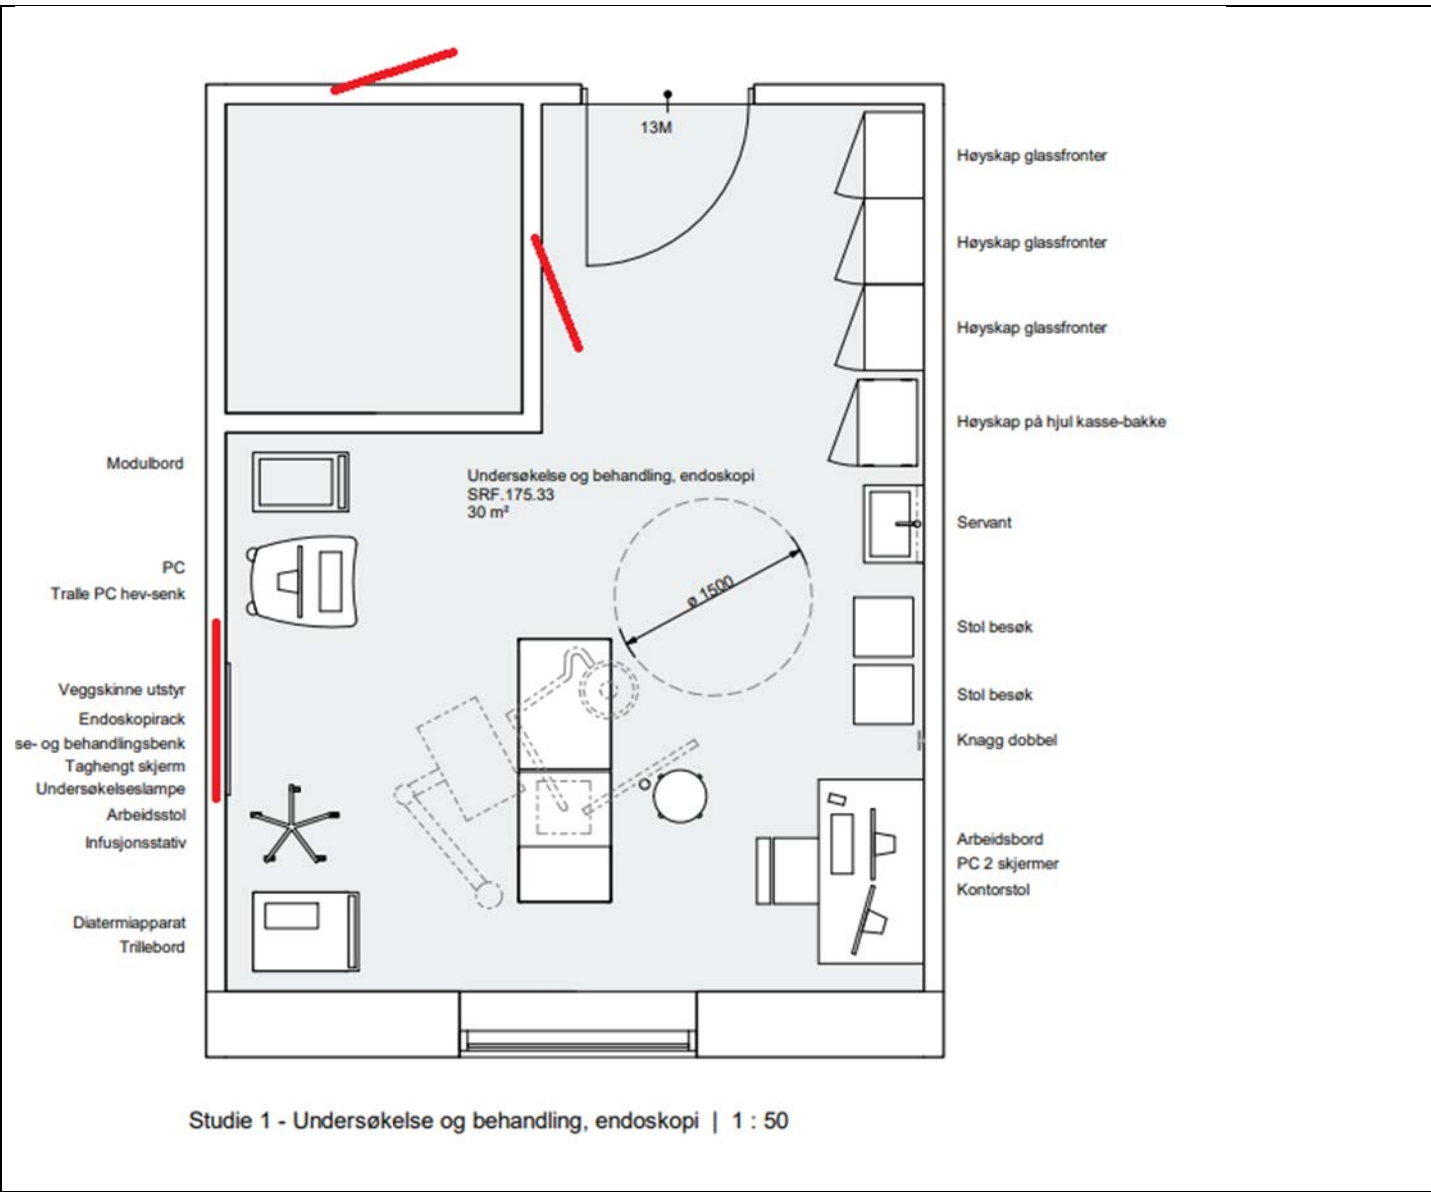 13M
Høyskap glassfronter
Høyskap glassfronter
Høyskap glassfronter
Høyskap på hjul kasse-bakke
Modulbord
Undersøkelse og behandling, endoskopi
SRF.175.33
30 m²
Servant
PC
Tralle PC hev-senk
ø 1500
Stol besøk
Veggskinne utstyr
Stol besøk
Endoskopirack
se- og behandlingsbenk
Knagg dobbel
Taghengt skjerm
Undersøkelseslampe
Arbeidsstol
Infusjonsstativ
Arbeidsbord
PC 2 skjermer
Kontorstol
Diatermiapparat
Trillebord
Studie 1 - Undersøkelse og behandling, endoskopi | 1 : 50